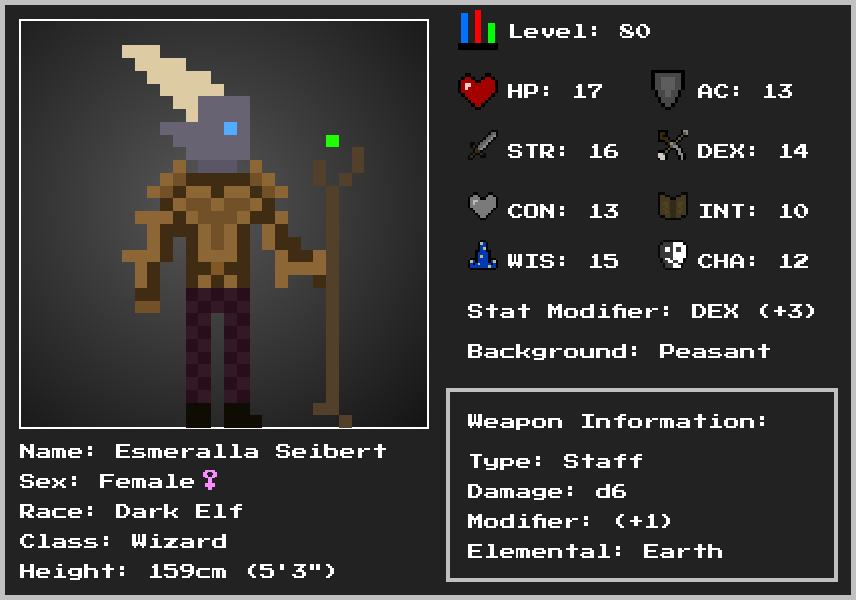 Level: 80
HP: 17
AC: 13
STR: 16
DEX: 14
CON: 13
INT: 10
WIS: 15
CHA: 12
Stat Modifier: DEX (+3)
Background: Peasant
Weapon Information:
Type: Staff
Damage: d6
Modifier: (+1)
Elemental: Earth
Name: Esmeralla Seibert
Sex: Female♀
Race: Dark Elf
Class: Wizard
Height: 159cm (5'3")